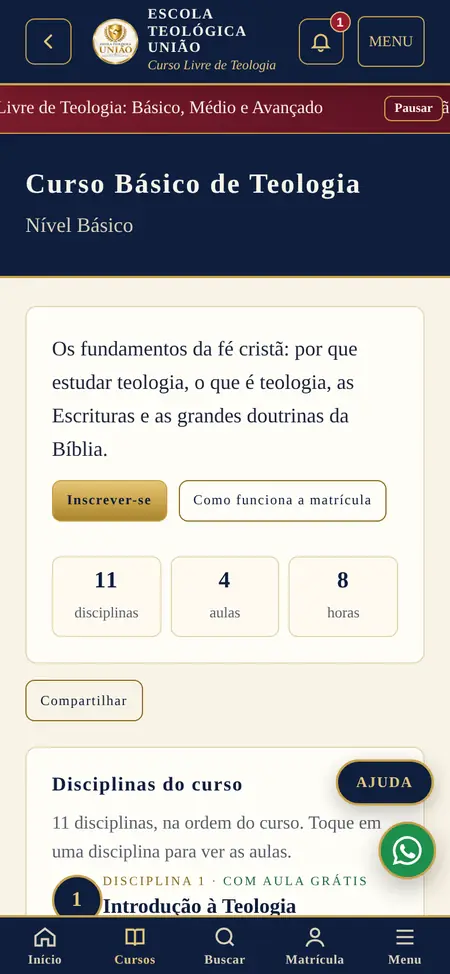 ESCOLA
TEOLÓGICA
UNIÃO
Curso Livre de Teologia
1
MENU
Livre de Teologia: Básico, Médio e Avançado
Pausar
Curso Básico de Teologia
Nível Básico
Os fundamentos da fé cristã: por que
estudar teologia, o que é teologia, as
Escrituras e as grandes doutrinas da
Bíblia.
Inscrever-se
Como funciona a matrícula
11
disciplinas
4
aulas
8
horas
Compartilhar
Disciplinas do curso
AJUDA
11 disciplinas, na ordem do curso. Toque em
uma disciplina para ver as aulas.
DISCIPLINA 1 · COM AULA GRÁTIS
1
Introdução à Teologia
Início
Cursos
Buscar
Matrícula
Menu